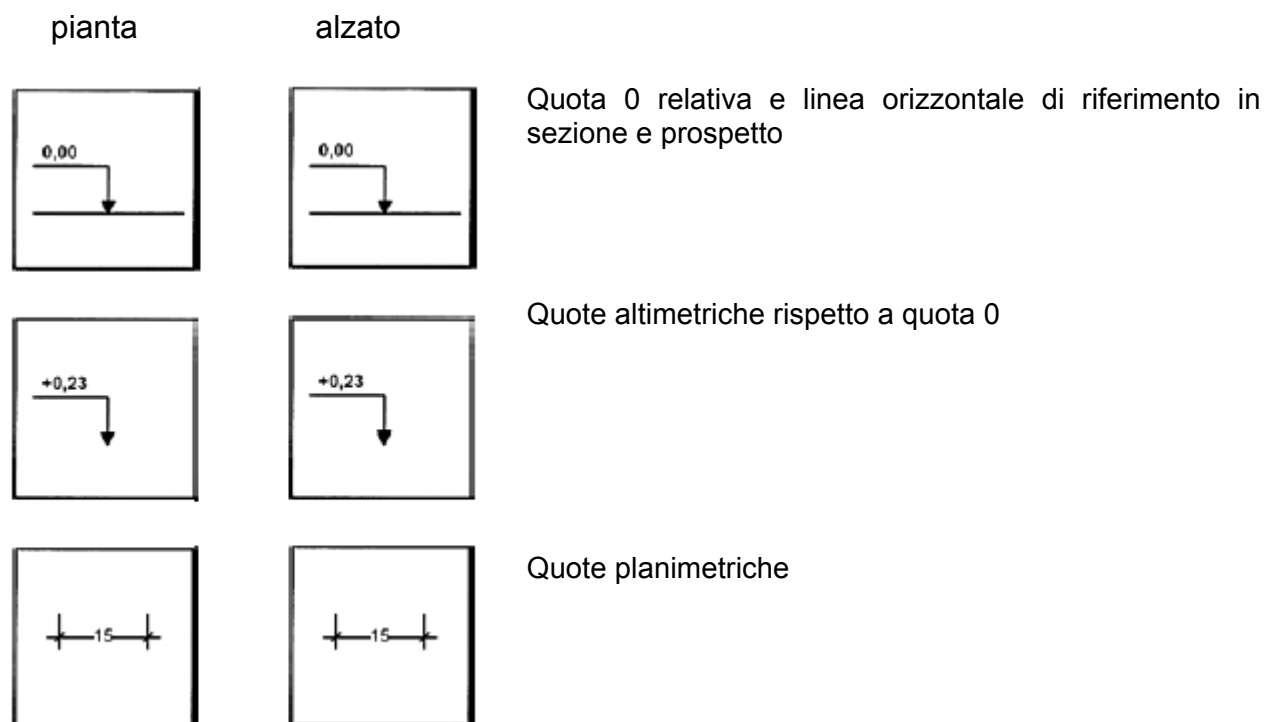 pianta alzato
0,00 0,00 Quota 0 relativa e linea orizzontale di riferimento in
sezione e prospetto
+0,23 +0,23 Quote altimetriche rispetto a quota 0
15 15 Quote planimetriche